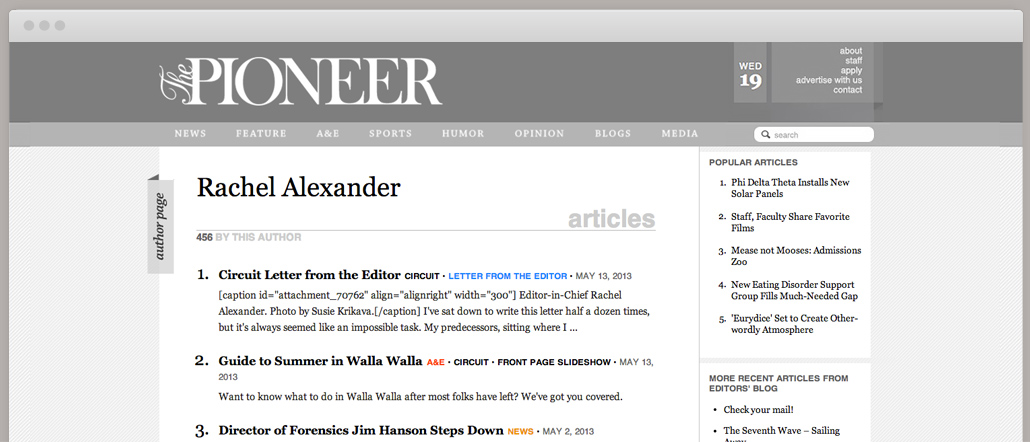 The PIONEER
WED
19
about
staff
apply
advertise with us
contact
NEWS FEATURE A&E SPORTS HUMOR OPINION BLOGS MEDIA
search
author page
Rachel Alexander
articles
456 BY THIS AUTHOR
1. Circuit Letter from the Editor CIRCUIT • LETTER FROM THE EDITOR • MAY 13, 2013
[caption id="attachment_70762" align="alignright" width="300"] Editor-in-Chief Rachel
Alexander. Photo by Susie Krikava.[/caption] I've sat down to write this letter half a dozen times,
but it's always seemed like an impossible task. My predecessors, sitting where I ...
2. Guide to Summer in Walla Walla A&E • CIRCUIT • FRONT PAGE SLIDESHOW • MAY 13,
2013
Want to know what to do in Walla Walla after most folks have left? We've got you covered.
3. Director of Forensics Jim Hanson Steps Down NEWS • MAY 2, 2013
POPULAR ARTICLES
1. Phi Delta Theta Installs New
Solar Panels
2. Staff, Faculty Share Favorite
Films
3. Mease not Mooses: Admissions
Zoo
4. New Eating Disorder Support
Group Fills Much-Needed Gap
5. 'Eurydice' Set to Create Other-
wordly Atmosphere
MORE RECENT ARTICLES FROM
EDITORS' BLOG
• Check your mail!
• The Seventh Wave – Sailing
Away